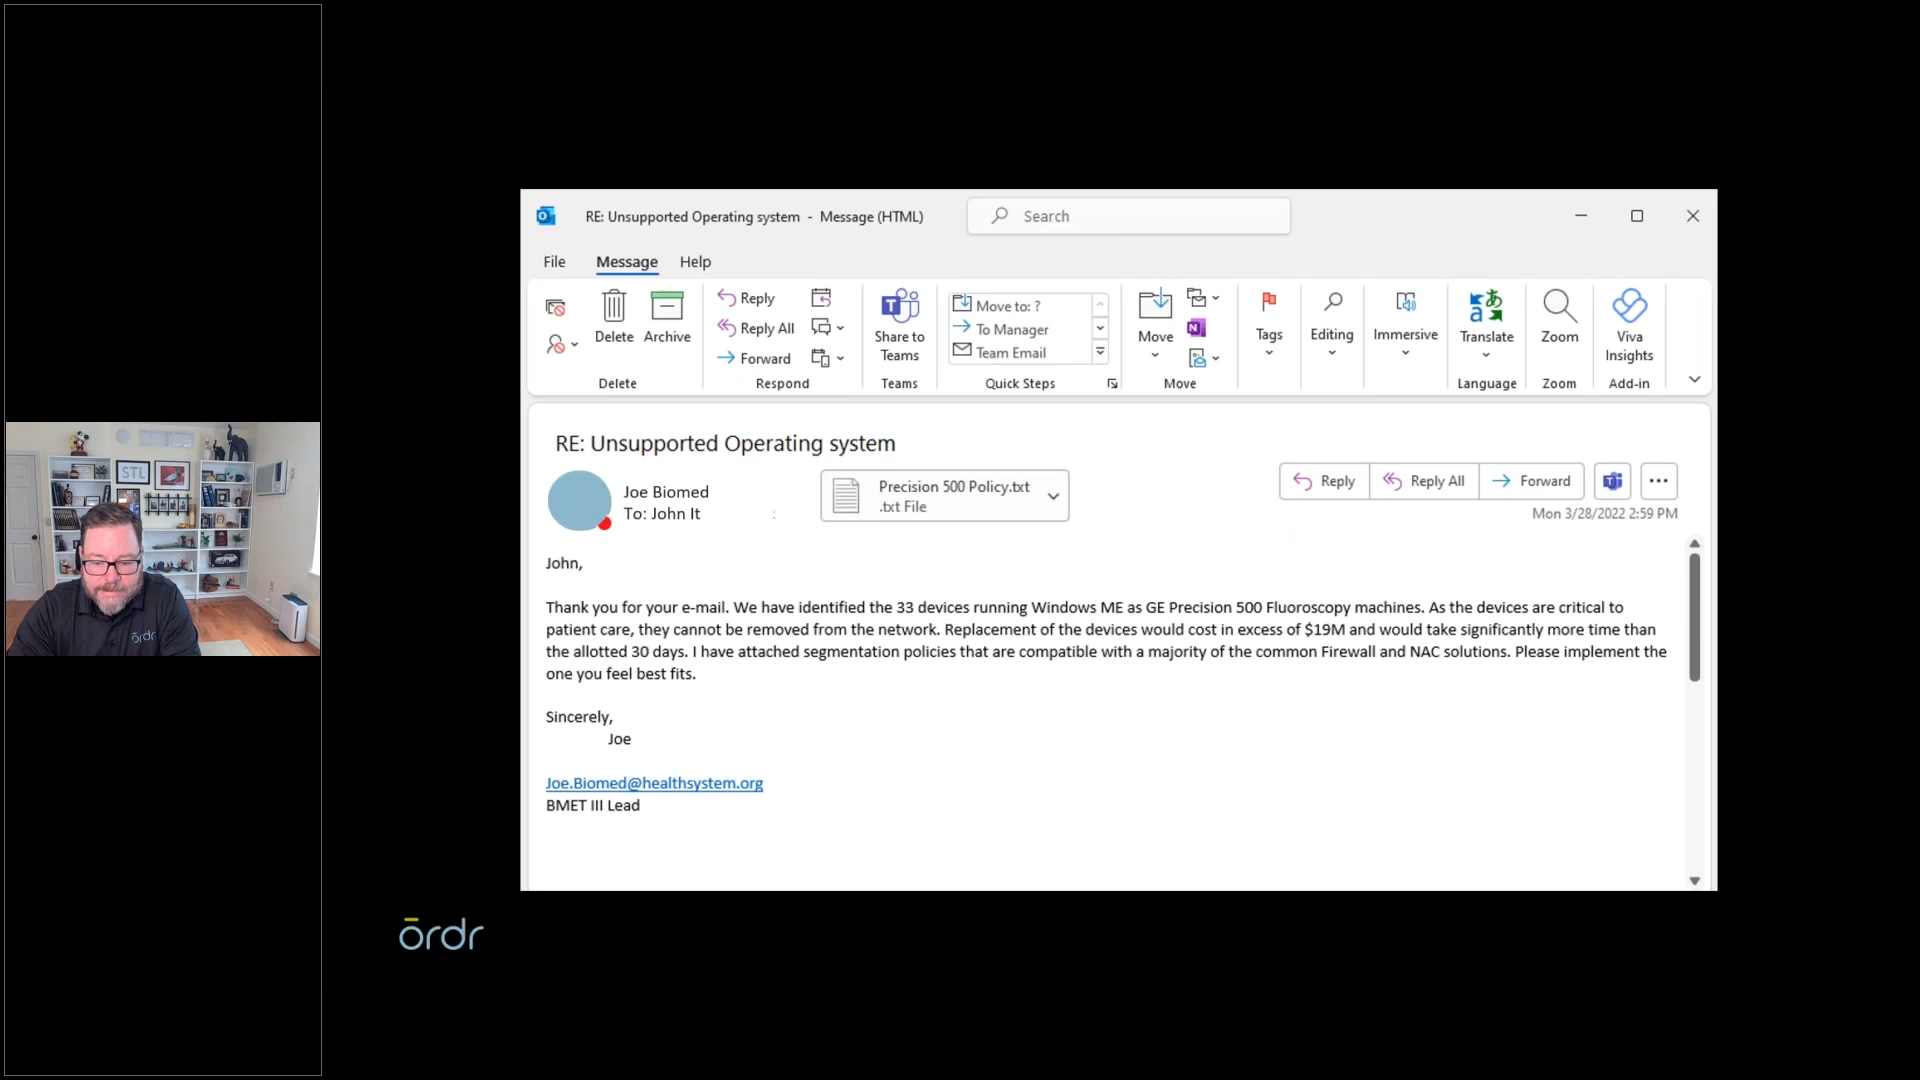 RE: Unsupported Operating system - Message (HTML)
Search
File Message Help
Delete
Archive
Delete
Reply
Reply All
Forward
Respond
Share to
Teams
Teams
Move to: ?
To Manager
Team Email
Quick Steps
Move
Move
Tags
Editing
Immersive
Translate
Language
Zoom
Zoom
Viva
Insights
Add-in
RE: Unsupported Operating system
Joe Biomed
To: John It
:
Precision 500 Policy.txt
.txt File
Reply Reply All Forward
Mon 3/28/2022 2:59 PM
John,
Thank you for your e-mail. We have identified the 33 devices running Windows ME as GE Precision 500 Fluoroscopy machines. As the devices are critical to
patient care, they cannot be removed from the network. Replacement of the devices would cost in excess of $19M and would take significantly more time than
the allotted 30 days. I have attached segmentation policies that are compatible with a majority of the common Firewall and NAC solutions. Please implement the
one you feel best fits.
Sincerely,
Joe
Joe.Biomed@healthsystem.org
BMET III Lead
STL
ōrdr
ōrdr